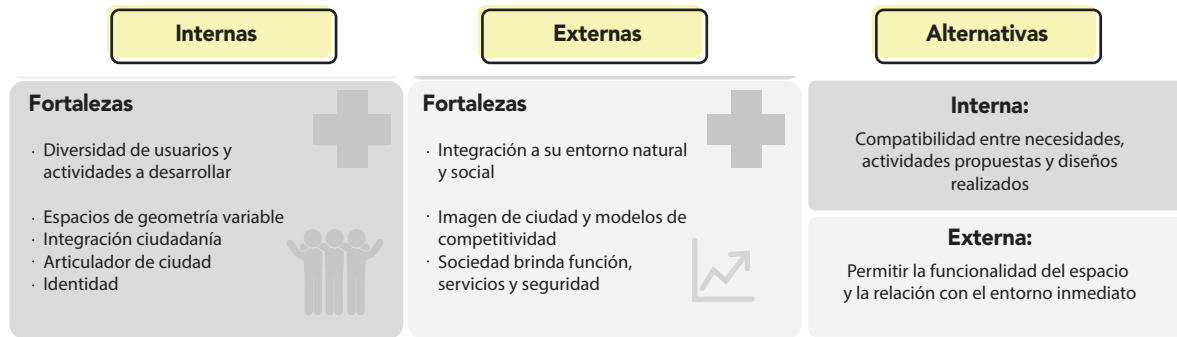 Internas
Fortalezas
· Diversidad de usuarios y
actividades a desarrollar
· Espacios de geometría variable
· Integración ciudadanía
· Articulador de ciudad
· Identidad
Externas
Fortalezas
· Integración a su entorno natural
y social
· Imagen de ciudad y modelos de
competitividad
· Sociedad brinda función,
servicios y seguridad
Alternativas
Interna:
Compatibilidad entre necesidades,
actividades propuestas y diseños
realizados
Externa:
Permitir la funcionalidad del espacio
y la relación con el entorno inmediato